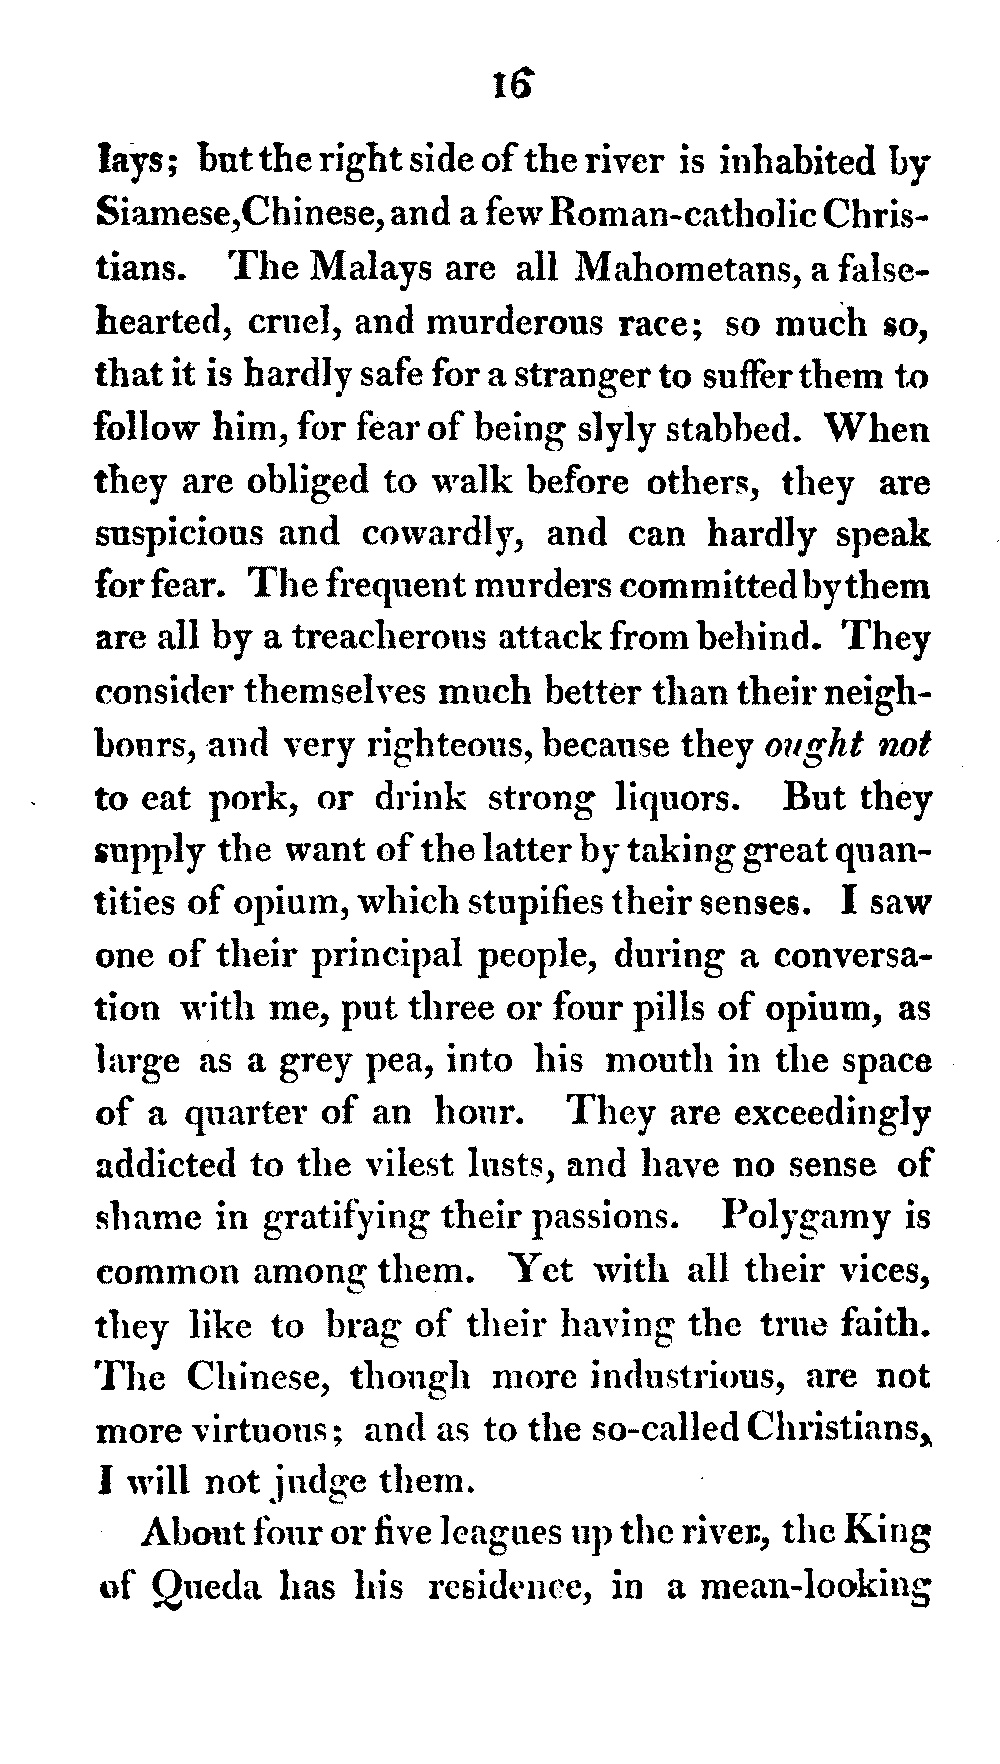 16
lays; but the right side of the river is inhabited by
Siamese, Chinese, and a few Roman-catholic Chris-
tians. The Malays are all Mahometans, a false-
hearted, cruel, and murderous race; so much so,
that it is hardly safe for a stranger to suffer them to
follow him, for fear of being slyly stabbed. When
they are obliged to walk before others, they are
suspicious and cowardly, and can hardly speak
for fear. The frequent murders committed by them
are all by a treacherous attack from behind. They
consider themselves much better than their neigh-
bours, and very righteous, because they ought not
to eat pork, or drink strong liquors. But they
supply the want of the latter by taking great quan-
tities of opium, which stupifies their senses. I saw
one of their principal people, during a conversa-
tion with me, put three or four pills of opium, as
large as a grey pea, into his mouth in the space
of a quarter of an hour. They are exceedingly
addicted to the vilest lusts, and have no sense of
shame in gratifying their passions. Polygamy is
common among them. Yet with all their vices,
they like to brag of their having the true faith.
The Chinese, though more industrious, are not
more virtuous; and as to the so-called Christians,
I will not judge them.
About four or five leagues up the river, the King
of Queda has his residence, in a mean-looking